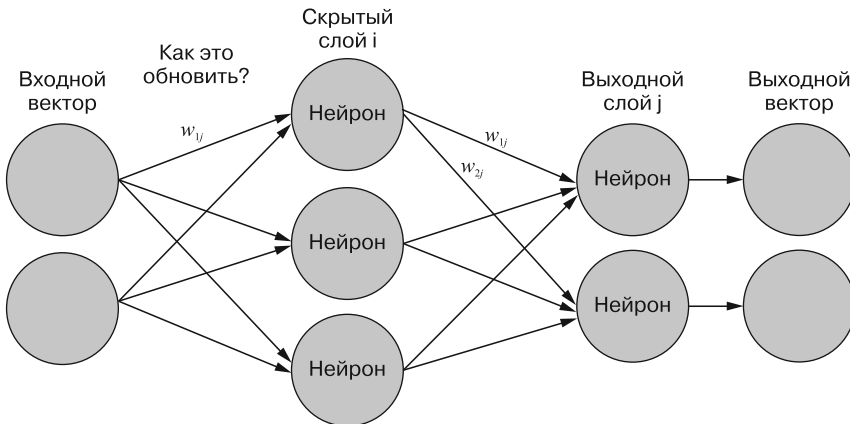 Скрытый
слой i
Как это
обновить?
Входной
вектор
Выходной
слой j
Выходной
вектор
w1j
Нейрон
w1j
w2j
Нейрон
Нейрон
Нейрон
Нейрон